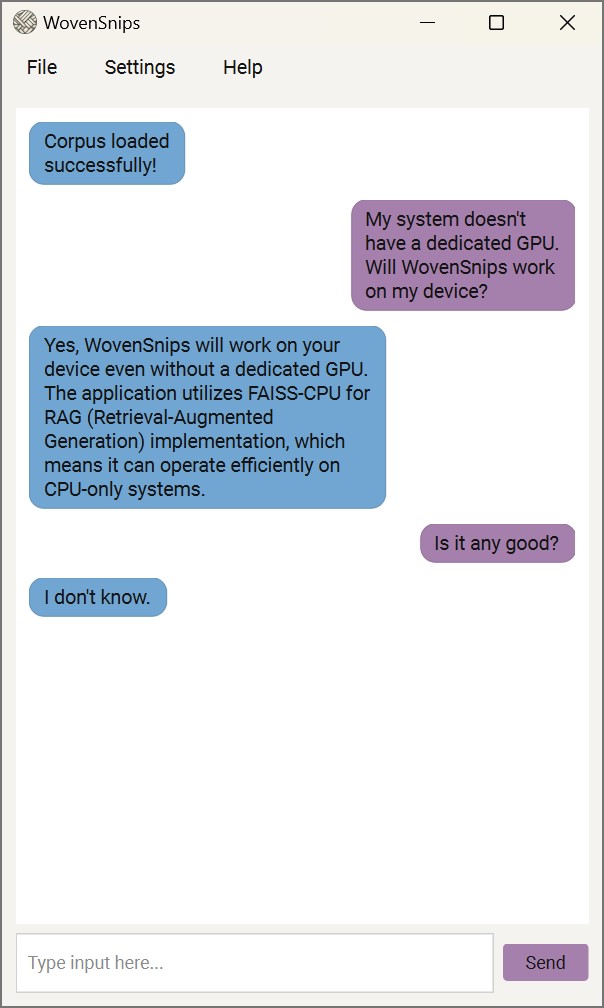 WovenSnips
File Settings Help
Corpus loaded
successfully!
My system doesn't
have a dedicated GPU.
Will WovenSnips work
on my device?
Yes, WovenSnips will work on your
device even without a dedicated GPU.
The application utilizes FAISS-CPU for
RAG (Retrieval-Augmented
Generation) implementation, which
means it can operate efficiently on
CPU-only systems.
Is it any good?
I don't know.
Type input here...
Send